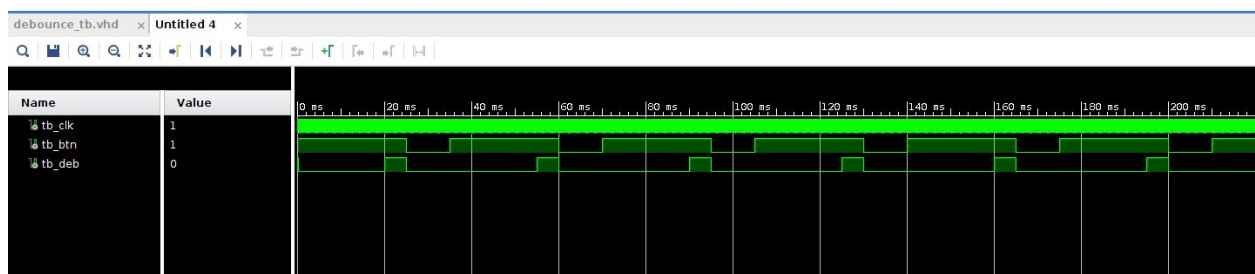 debounce_tb.vhd × Untitled 4 ×
Name Value
0 ms 20 ms 40 ms 60 ms 80 ms 100 ms 120 ms 140 ms 160 ms 180 ms 200 ms
tb_clk 1
tb_btn 1
tb_deb 0